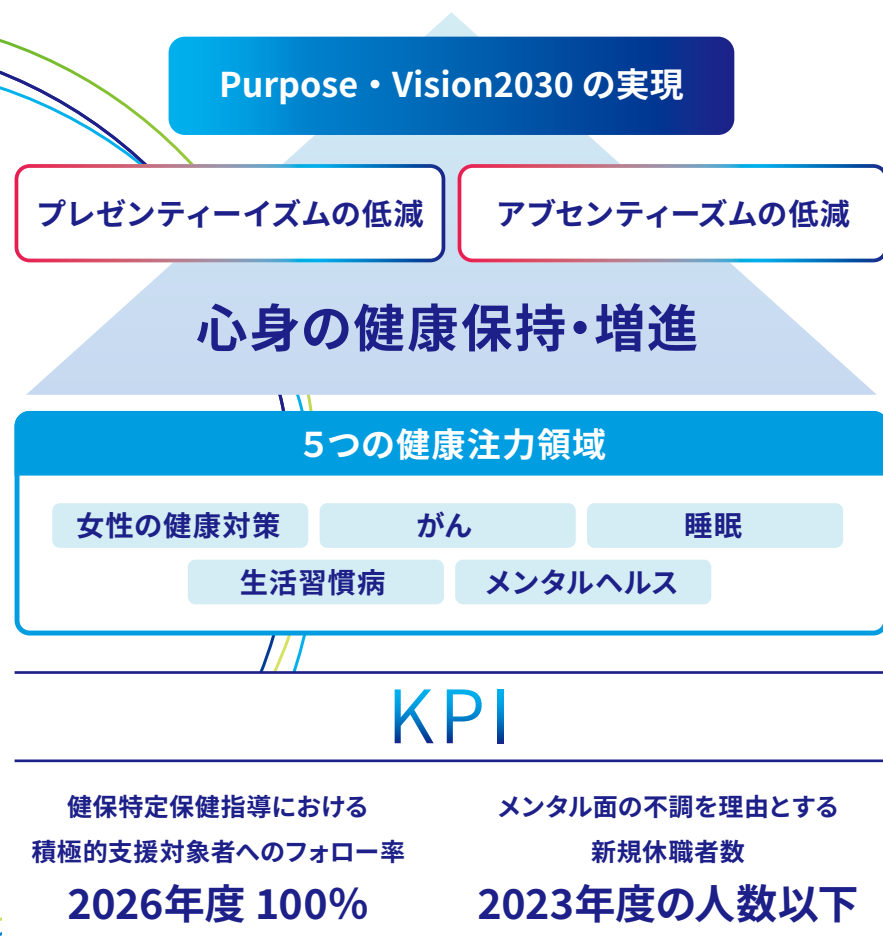 Purpose・Vision2030 の実現
プレゼンティーイズムの低減
アブセンティーズムの低減
心身の健康保持・増進
5つの健康注力領域
女性の健康対策
がん
睡眠
生活習慣病
メンタルヘルス
KPI
健保特定保健指導における
積極的支援対象者へのフォロー率
2026年度 100%
メンタル面の不調を理由とする
新規休職者数
2023年度の人数以下